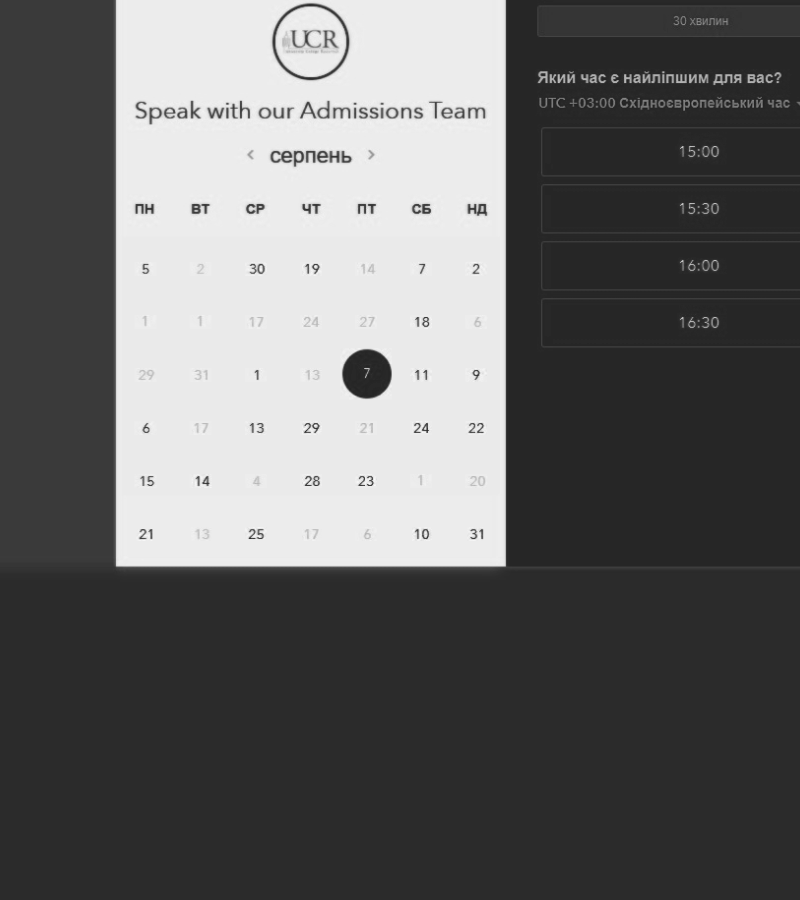 UCR
Speak with our Admissions Team
< серпень >
ПН ВТ СР ЧТ ПТ СБ НД
5 2 30 19 14 7 2
1 1 17 24 27 18 6
29 31 1 13 7 11 9
6 17 13 29 21 24 22
15 14 4 28 23 1 20
21 13 25 17 6 10 31
30 хвилин
Який час є найліпшим для вас?
UTC +03:00 Східноєвропейський час
15:00
15:30
16:00
16:30